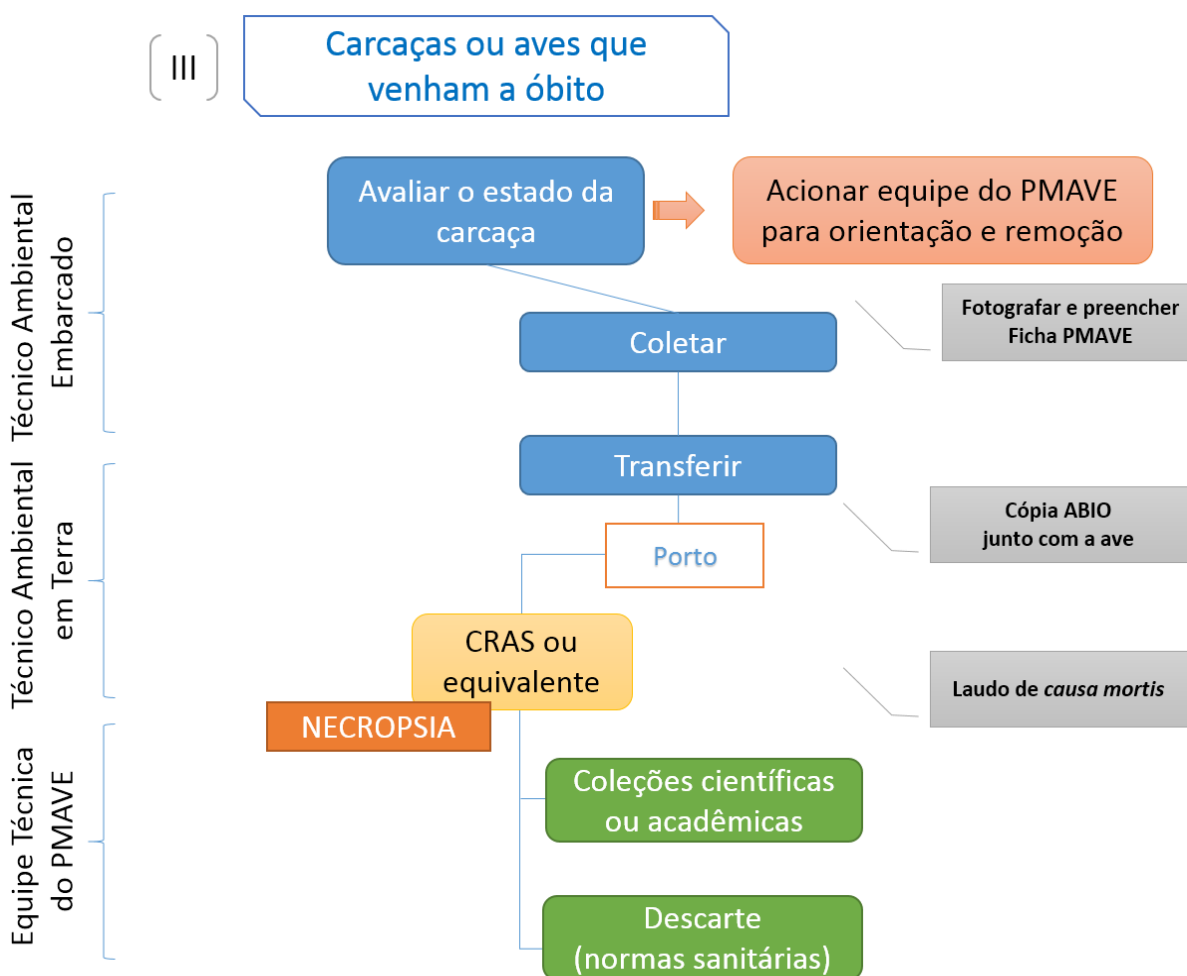 III
Carcaças ou aves que
venham a óbito
Técnico Ambiental
Embarcado
Avaliar o estado da
carcaça
Acionar equipe do PMAVE
para orientação e remoção
Fotografar e preencher
Ficha PMAVE
Coletar
Técnico Ambiental
em Terra
Transferir
Cópia ABIO
junto com a ave
Porto
CRAS ou
equivalente
Laudo de causa mortis
NECROPSIA
Equipe Técnica
do PMAVE
Coleções científicas
ou acadêmicas
Descarte
(normas sanitárias)